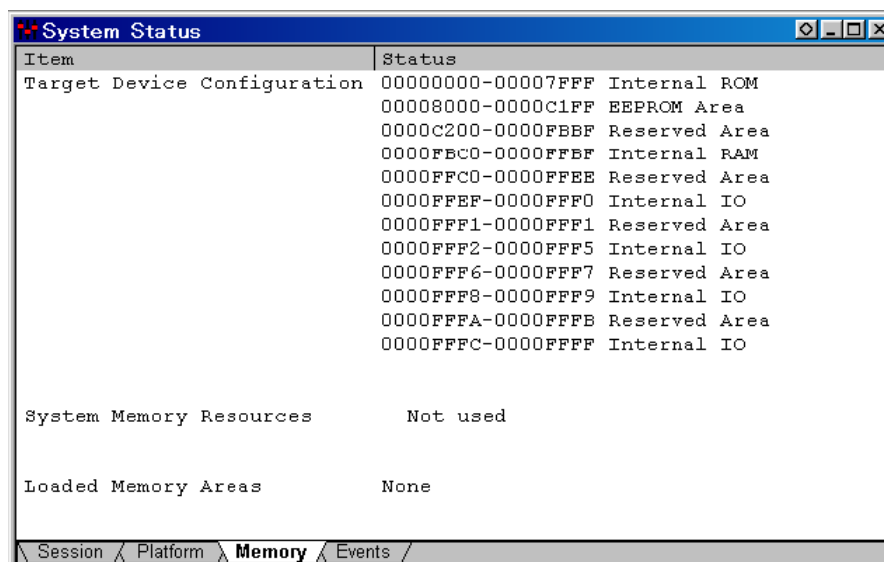 System Status
Item Status
Target Device Configuration 00000000-00007FFF Internal ROM
00008000-0000C1FF EEPROM Area
0000C200-0000FBBF Reserved Area
0000FBC0-0000FFBF Internal RAM
0000FFC0-0000FFEE Reserved Area
0000FFEF-0000FFF0 Internal IO
0000FFF1-0000FFF1 Reserved Area
0000FFF2-0000FFF5 Internal IO
0000FFF6-0000FFF7 Reserved Area
0000FFF8-0000FFF9 Internal IO
0000FFFA-0000FFFB Reserved Area
0000FFFC-0000FFFF Internal IO
System Memory Resources Not used
Loaded Memory Areas None
Session Platform Memory Events